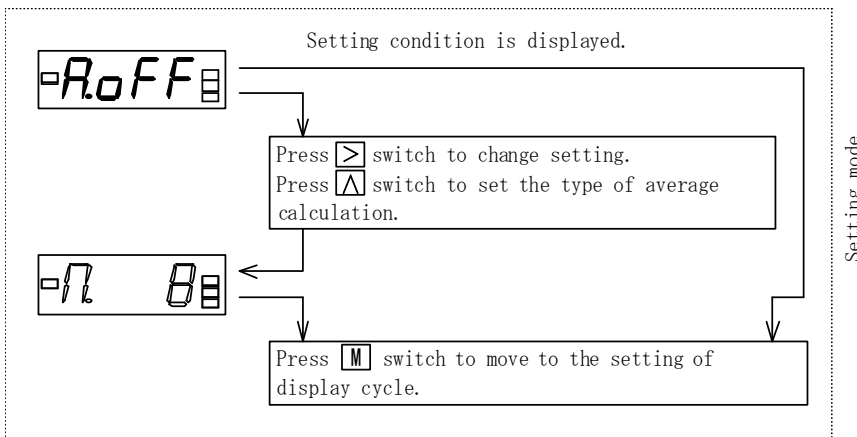 Setting condition is displayed.
A.oFF
Press > switch to change setting.
Press Λ switch to set the type of average
calculation.
Π. 8
Press M switch to move to the setting of
display cycle.
Setting mode